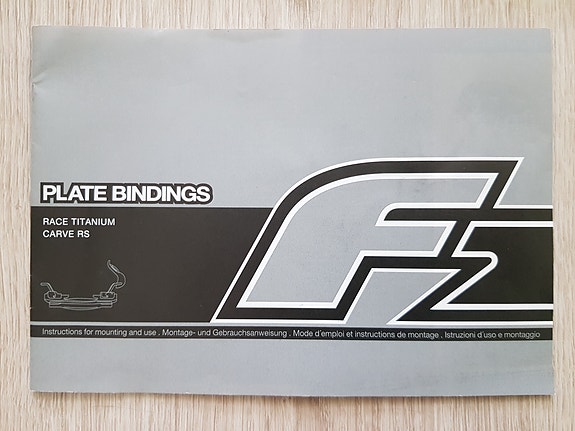 PLATE BINDINGS
RACE TITANIUM
CARVE RS
F2
Instructions for mounting and use . Montage- und Gebrauchsanweisung . Mode d'emploi et instructions de montage . Istruzioni d'uso e montaggio